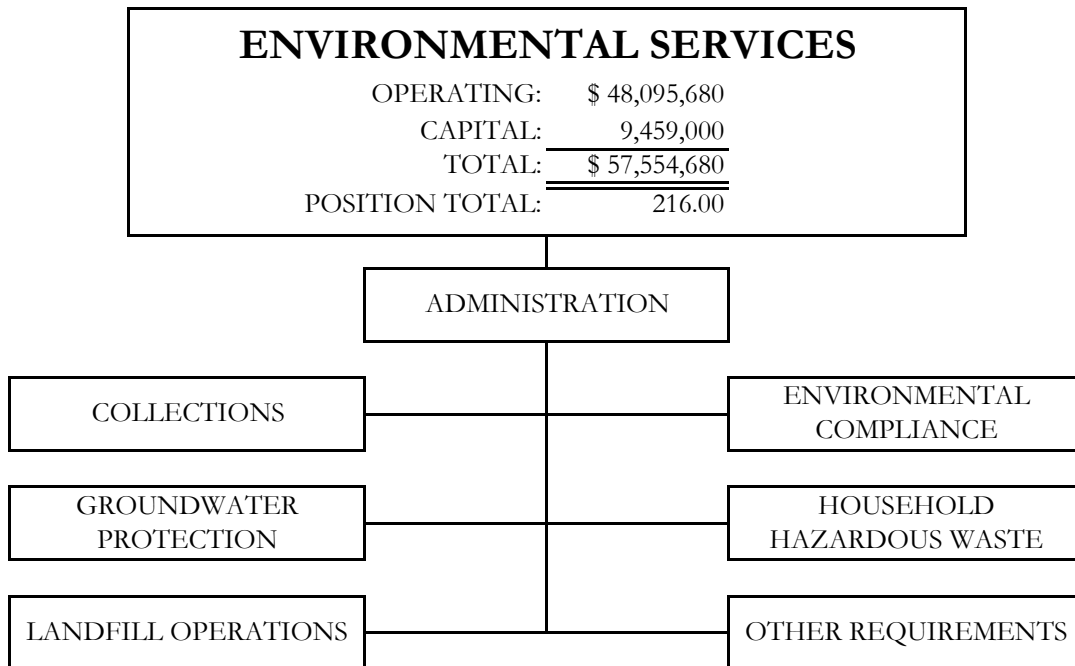 ENVIRONMENTAL SERVICES
OPERATING: $ 48,095,680
CAPITAL: 9,459,000
TOTAL: $ 57,554,680
POSITION TOTAL: 216.00
ADMINISTRATION
COLLECTIONS
ENVIRONMENTAL
COMPLIANCE
GROUNDWATER
PROTECTION
HOUSEHOLD
HAZARDOUS WASTE
LANDFILL OPERATIONS
OTHER REQUIREMENTS